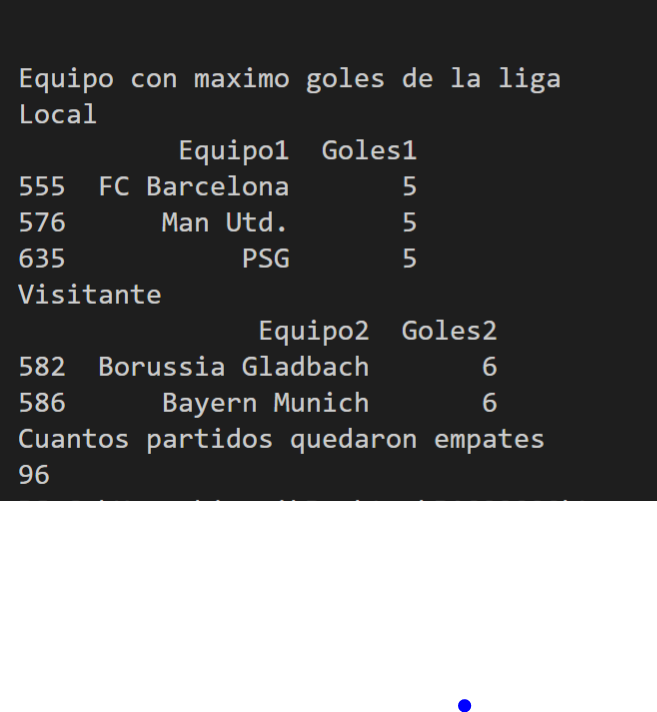 Equipo con maximo goles de la liga
Local
Equipo1 Goles1
555 FC Barcelona 5
576 Man Utd. 5
635 PSG 5
Visitante
Equipo2 Goles2
582 Borussia Gladbach 6
586 Bayern Munich 6
Cuantos partidos quedaron empates
96